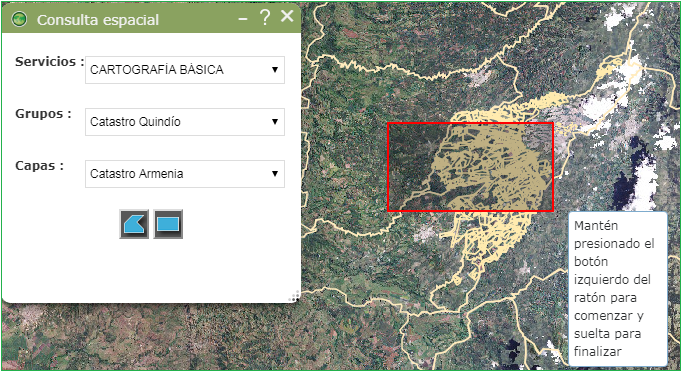 Consulta espacial
Servicios :
CARTOGRAFÍA BÁSICA
Grupos :
Catastro Quindío
Capas :
Catastro Armenia
Mantén
presionado el
botón
izquierdo del
ratón para
comenzar y
suelta para
finalizar